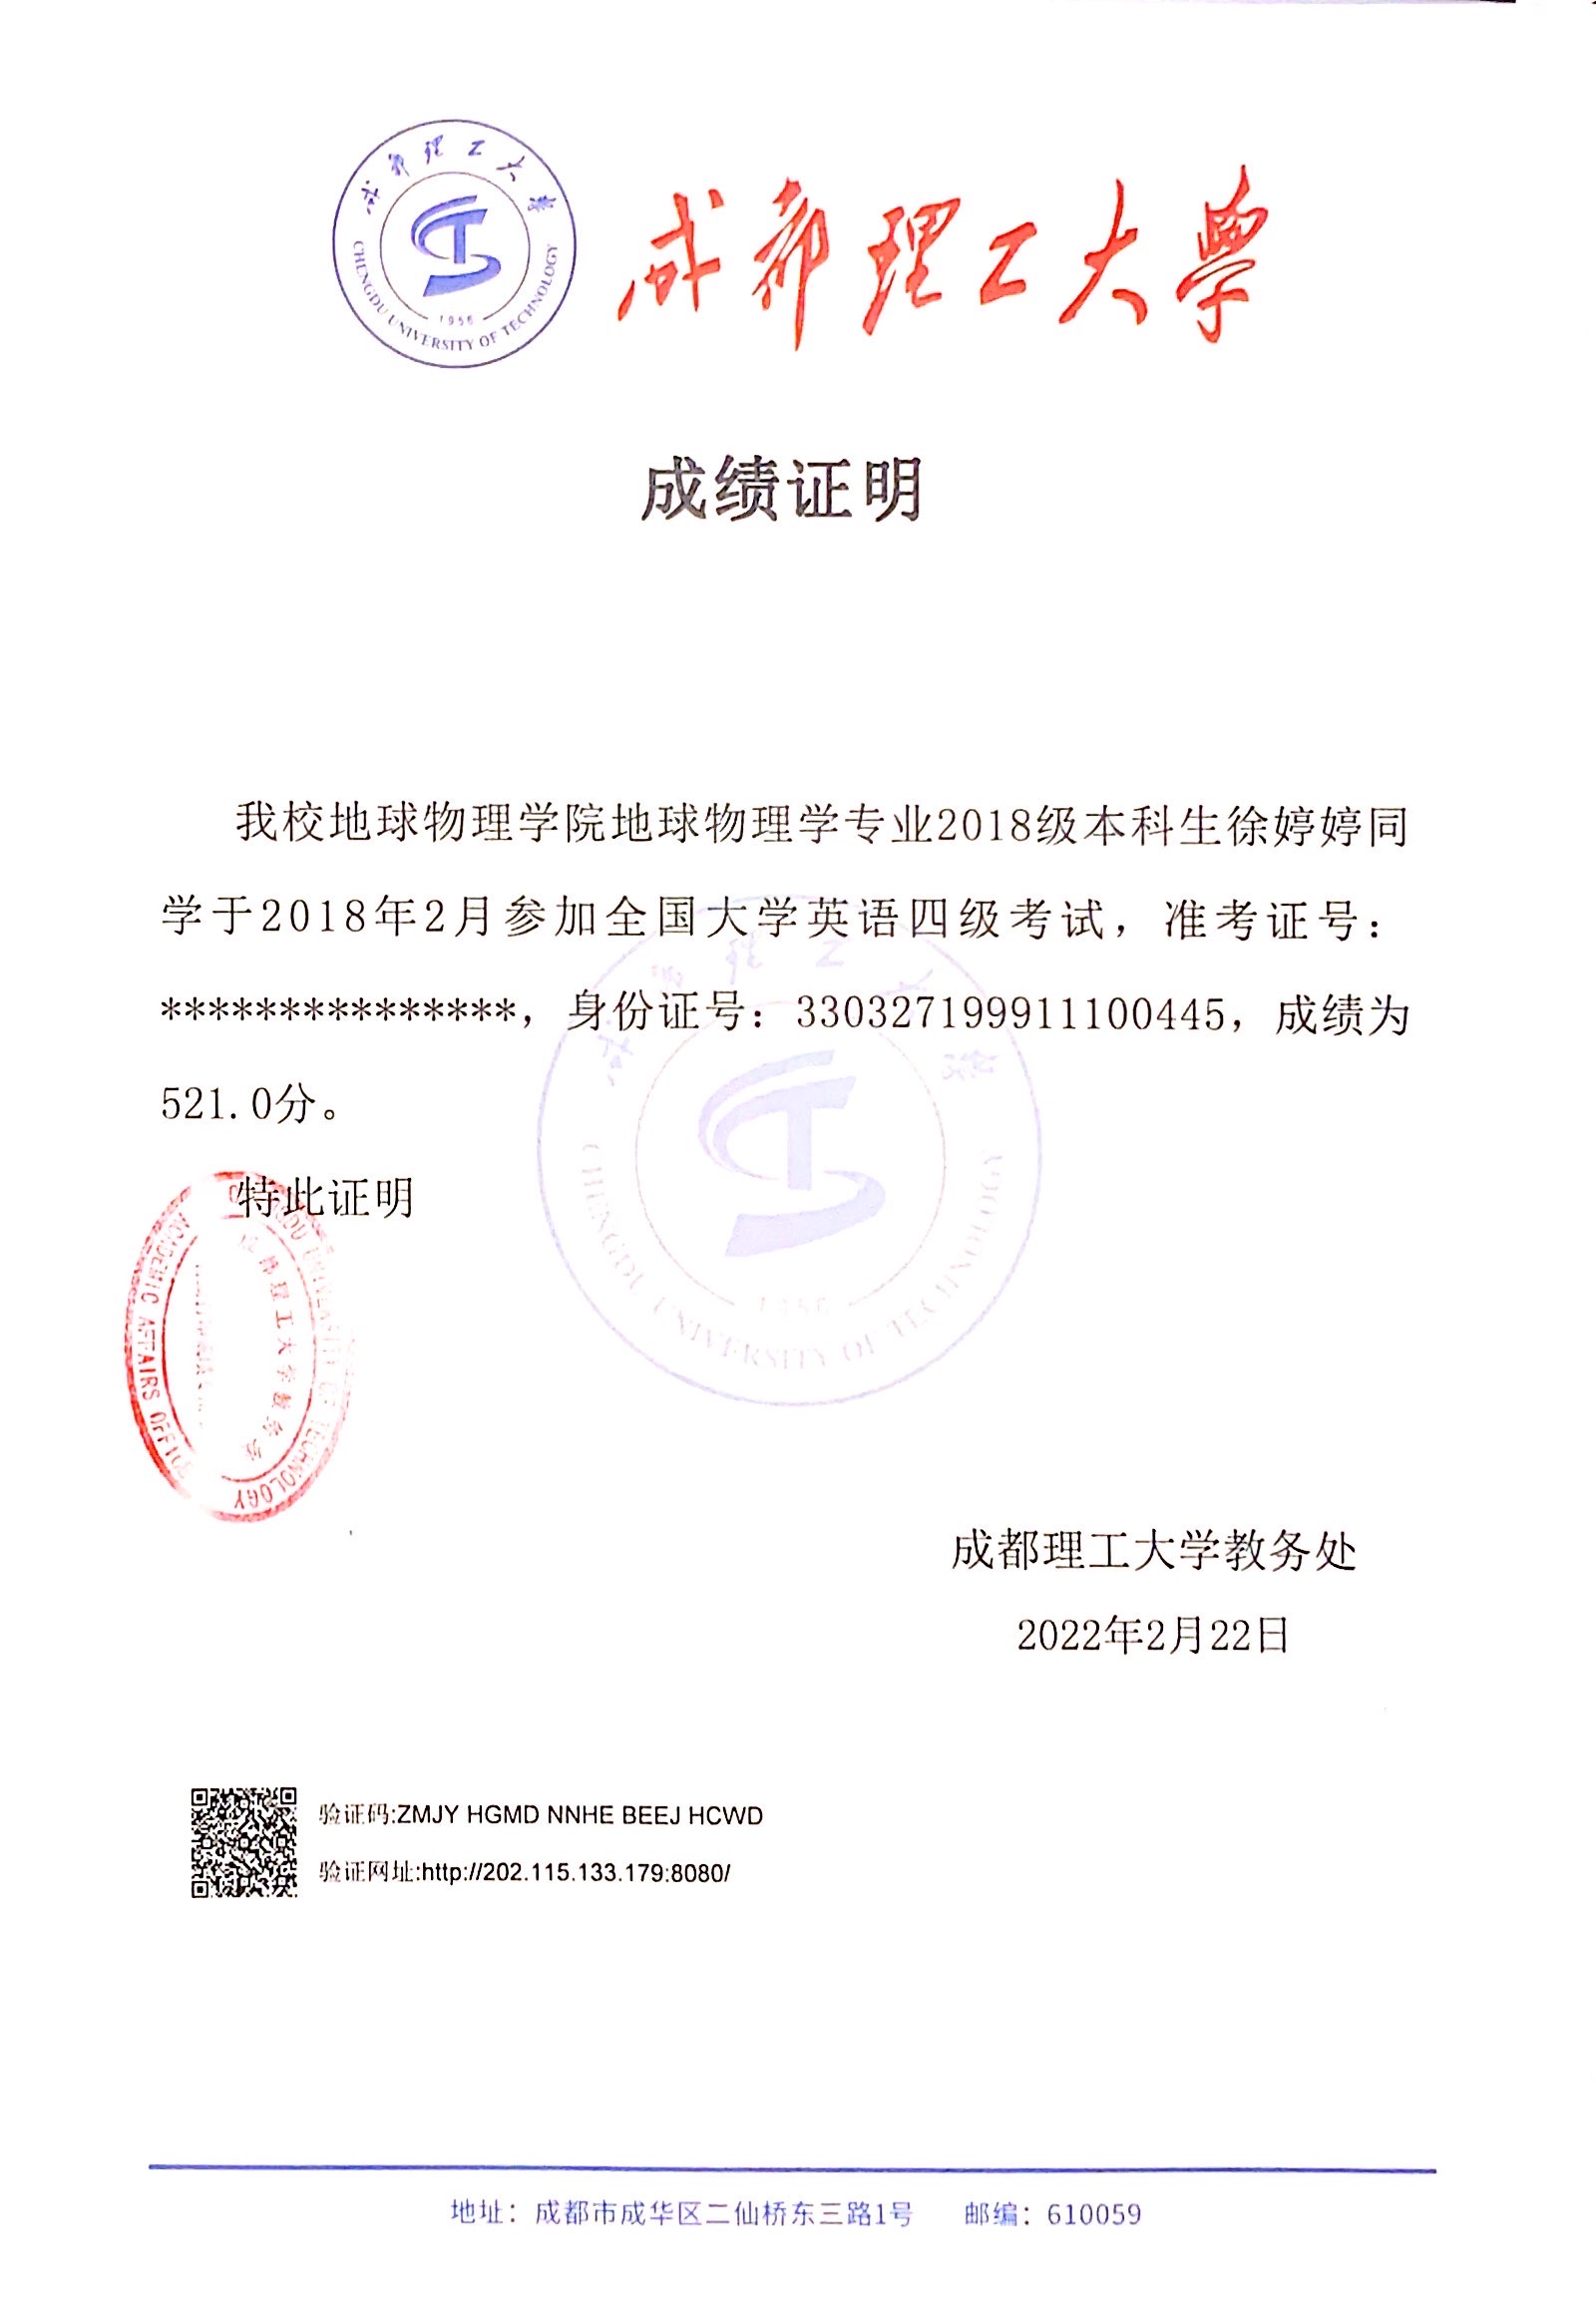 成都理工大学
CHENGDU UNIVERSITY OF TECHNOLOGY
1956
成都理工大学
成绩证明
我校地球物理学院地球物理学专业2018级本科生徐婷婷同
学于2018年2月参加全国大学英语四级考试，准考证号：
***************，身份证号：330327199911100445，成绩为
521.0分。
特此证明
UNIVERSITY OF TECHNOLOGY
成都理工大学教务处
ACADEMIC AFFAIRS OFFICE
CHENGDU UNIVERSITY OF TECHNOLOGY
成都理工大学教务处
2022年2月22日
验证码:ZMJY HGMD NNHE BEEJ HCWD
验证网址:http://202.115.133.179:8080/
地址：成都市成华区二仙桥东三路1号 邮编：610059